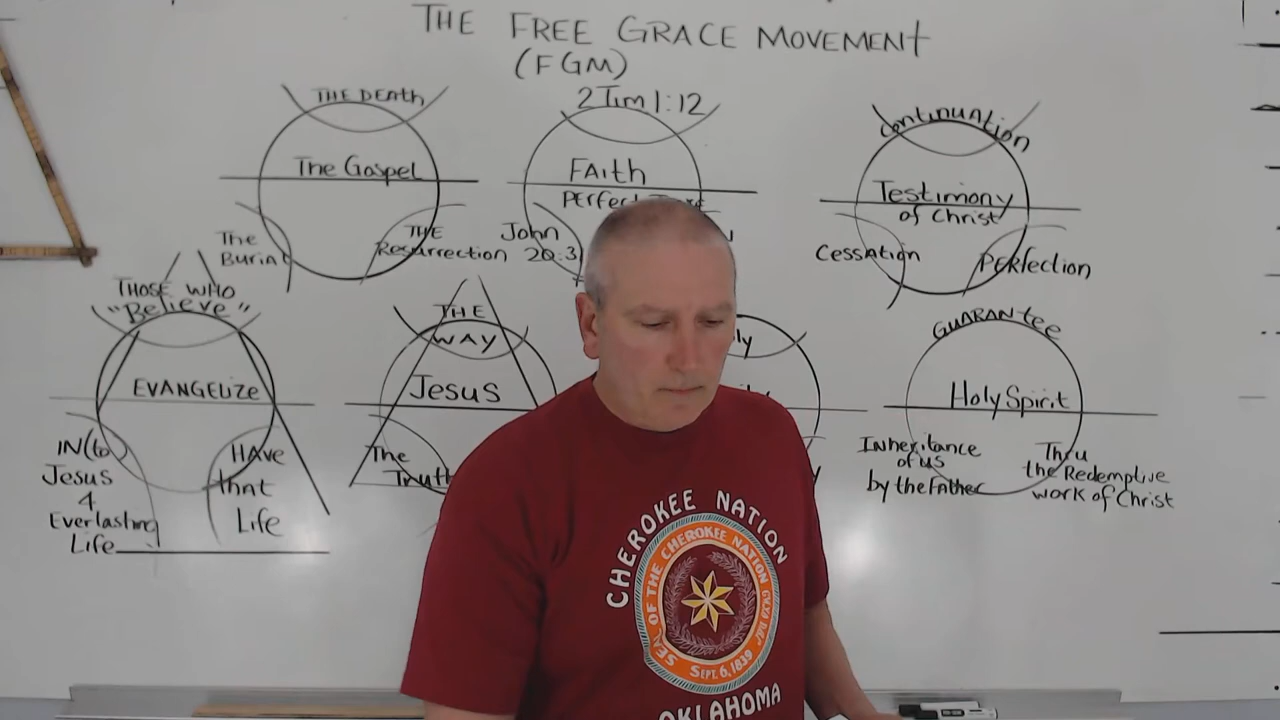 THE FREE GRACE MOVEMENT
(FGM)
THE DEATH
The Gospel
The
Burial
THE
Resurrection
2 Tim 1:12
FAITH
John
20:31
CONTINUATION
Testimony
of Christ
Cessation
Perfection
THOSE WHO
"Believe"
EVANGELIZE
IN(to)
Jesus
4
Everlasting
Life
HAve
that
Life
THE
WAY
Jesus
The
Truth
GUARANTEE
Holy Spirit
Inheritance
of us
by the Father
Thru
the Redemptive
work of Christ
CHEROKEE NATION
SEAL OF THE CHEROKEE NATION
SEPT. 6, 1839
OKLAHOMA